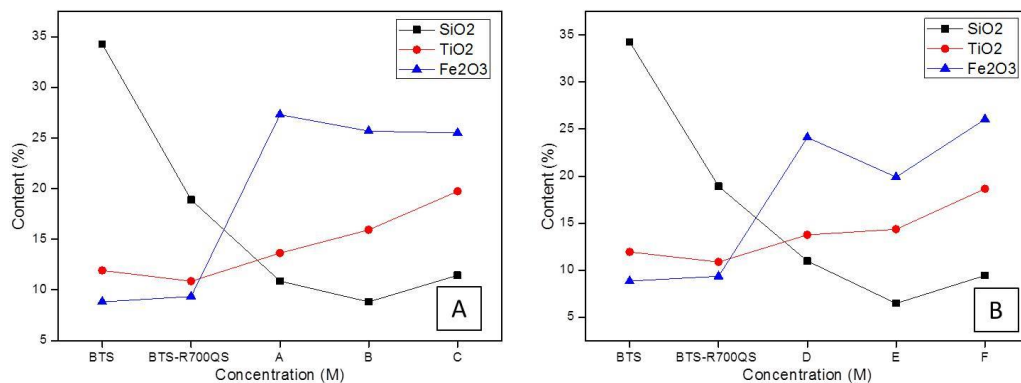 SiO2
TiO2
Fe2O3
35
30
25
20
15
10
5
Content (%)
BTS BTS-R700QS A B C
Concentration (M)
A
SiO2
TiO2
Fe2O3
35
30
25
20
15
10
5
Content (%)
BTS BTS-R700QS D E F
Concentration (M)
B